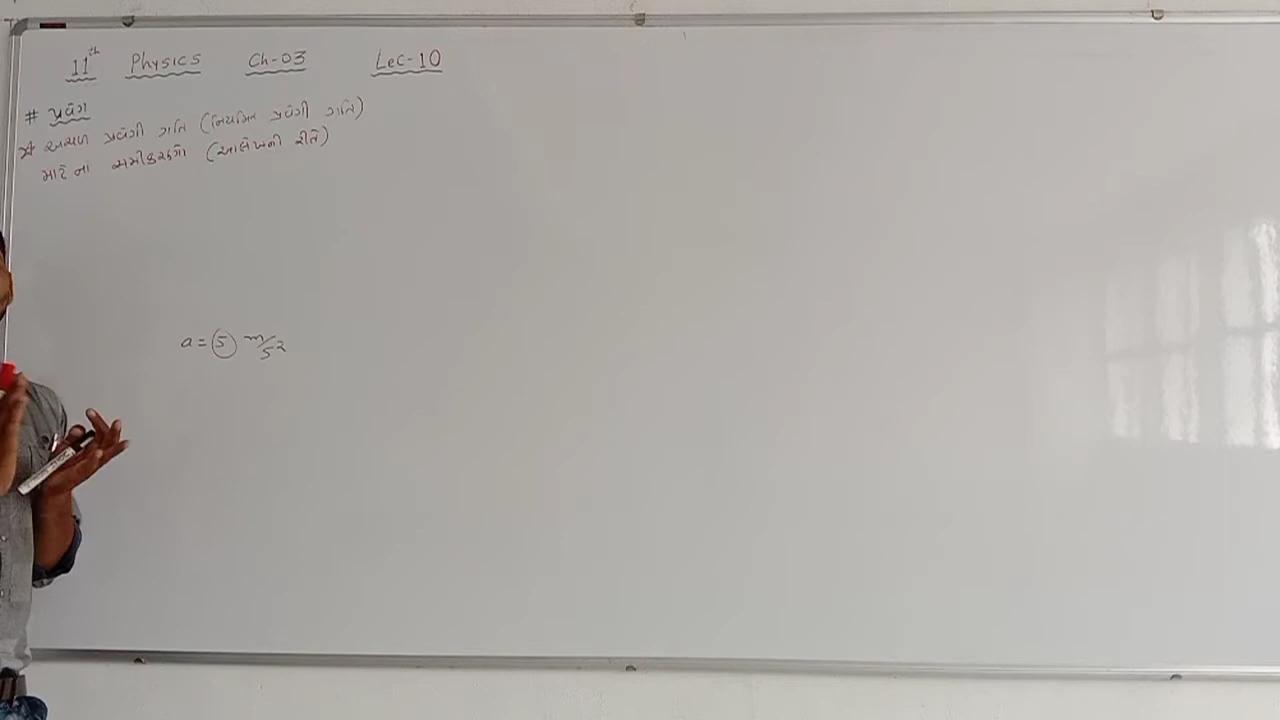 11th Physics Ch-03 Lec-10
# પ્રવેગ
* અચળ પ્રવેગી ગતિ (નિયમિત પ્રવેગી ગતિ)
માટે ના સમીકરણો (આલેખની રીતે)
a = 5 m/s2